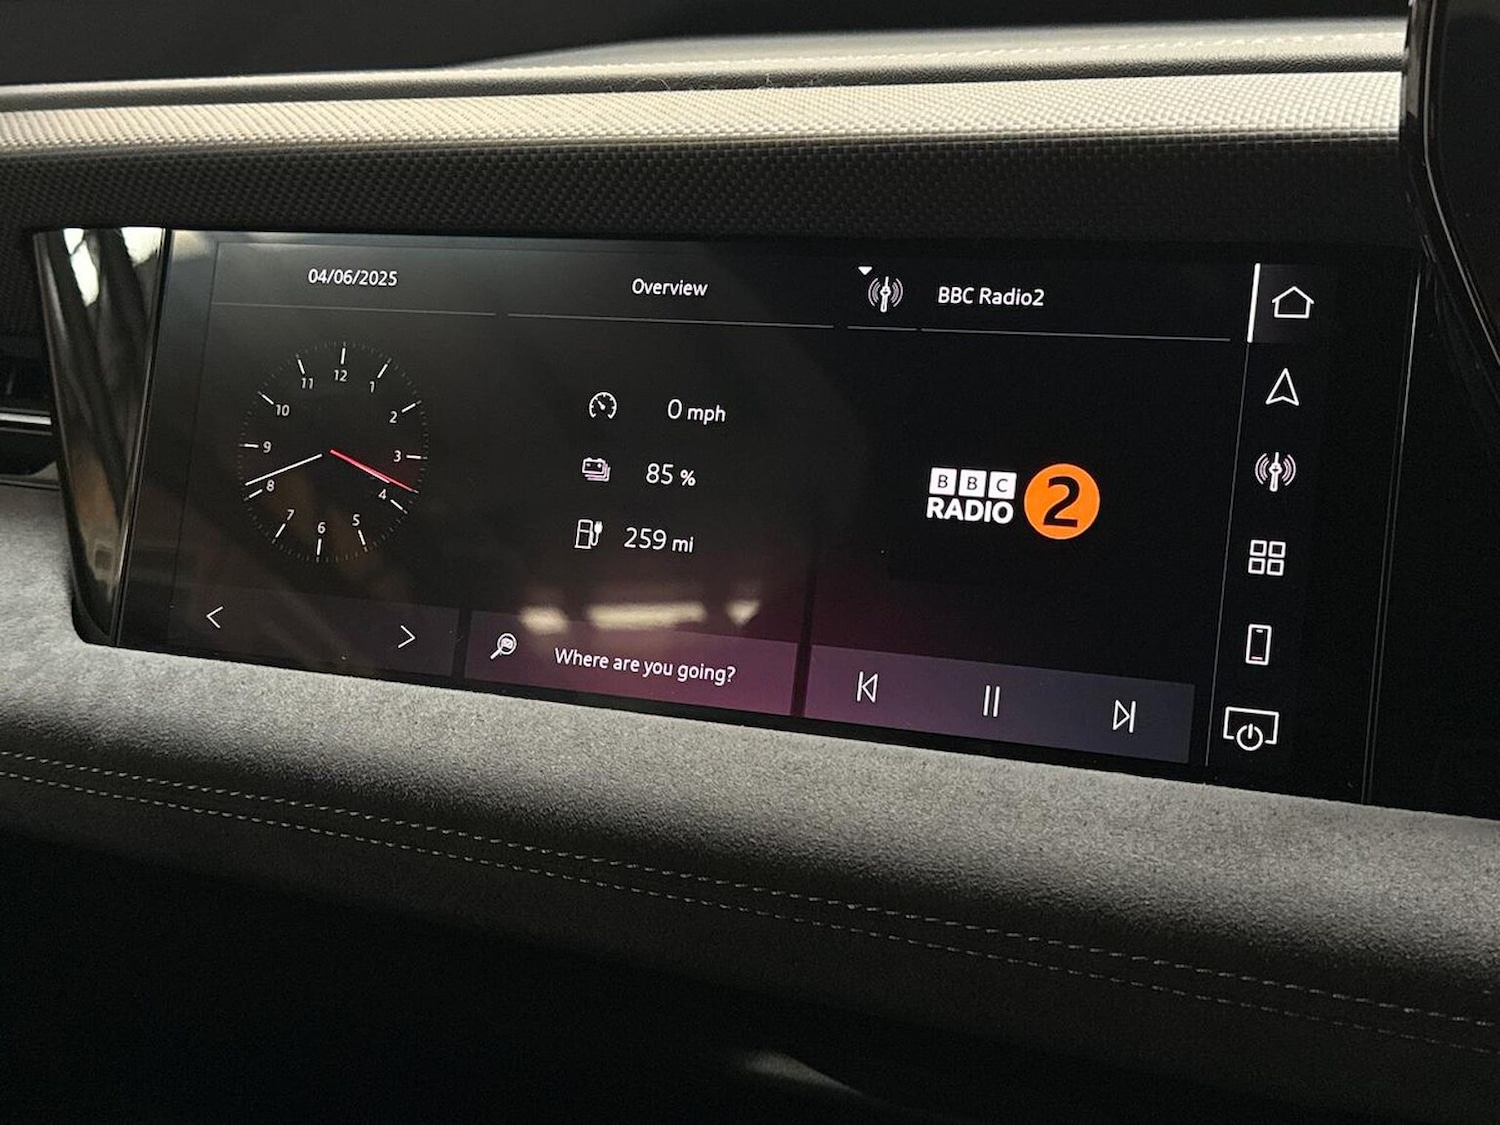 04/06/2025
Overview
BBC Radio2
12
1
2
3
4
5
6
7
8
9
10
11
0 mph
85 %
259 mi
BBC
RADIO 2
Where are you going?